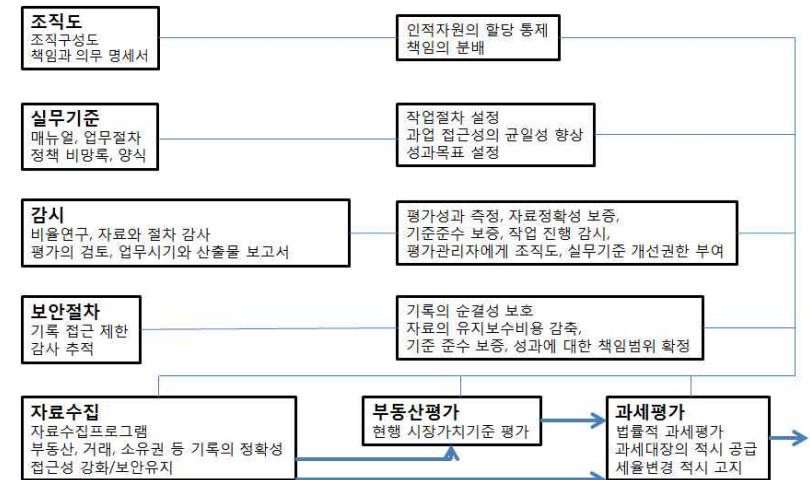 조직도
조직구성도
책임과 의무 명세서
인적자원의 할당 통제
책임의 분배
실무기준
매뉴얼, 업무절차
정책 비망록, 양식
작업절차 설정
과업 접근성의 균일성 향상
성과목표 설정
감시
비율연구, 자료와 절차 감사
평가의 검토, 업무시기와 산출물 보고서
평가성과 측정, 자료정확성 보증,
기준준수 보증, 작업 진행 감시,
평가관리자에게 조직도, 실무기준 개선권한 부여
보안절차
기록 접근 제한
감사 추적
기록의 순결성 보호
자료의 유지보수비용 감축,
기준 준수 보증, 성과에 대한 책임범위 확정
자료수집
자료수집프로그램
부동산, 거래, 소유권 등 기록의 정확성
접근성 강화/보안유지
부동산평가
현행 시장가치기준 평가
과세평가
법률적 과세평가
과세대장의 적시 공급
세율변경 적시 고지